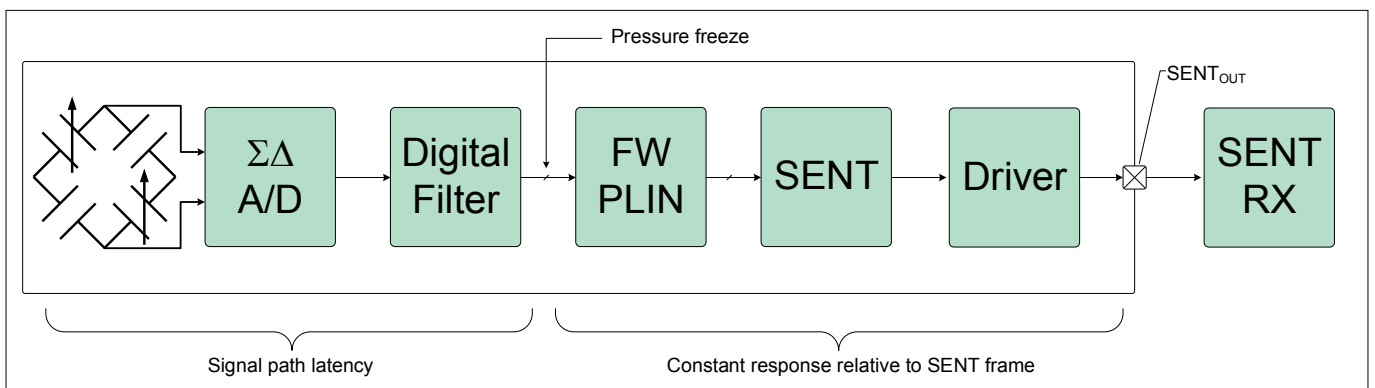 Pressure freeze
SENTOUT
ΣΔ
A/D
Digital
Filter
FW
PLIN
SENT
Driver
SENT
RX
Signal path latency
Constant response relative to SENT frame